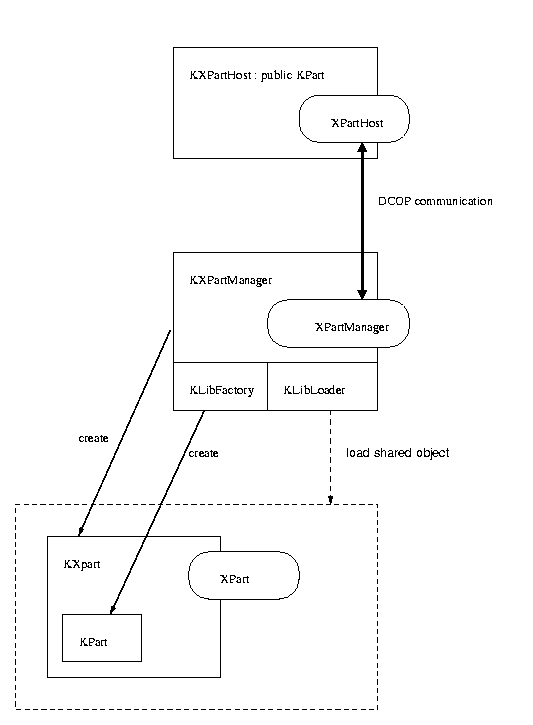 KXPartHost : public KPart
XPartHost
DCOP communication
KXPartManager
XPartManager
KLibFactory
KLibLoader
create
create
load shared object
KXpart
XPart
KPart